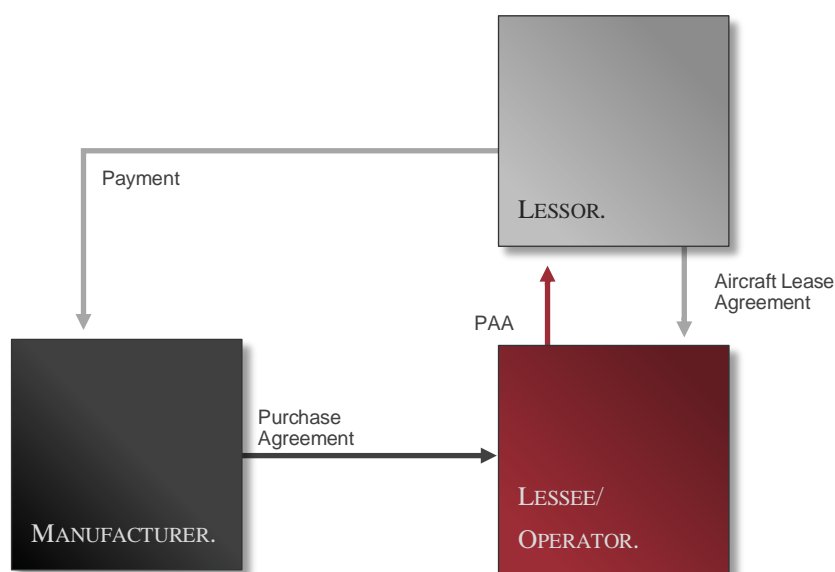 Payment
LESSOR.
PAA
Aircraft Lease
Agreement
Purchase
Agreement
MANUFACTURER.
LESSEE/
OPERATOR.